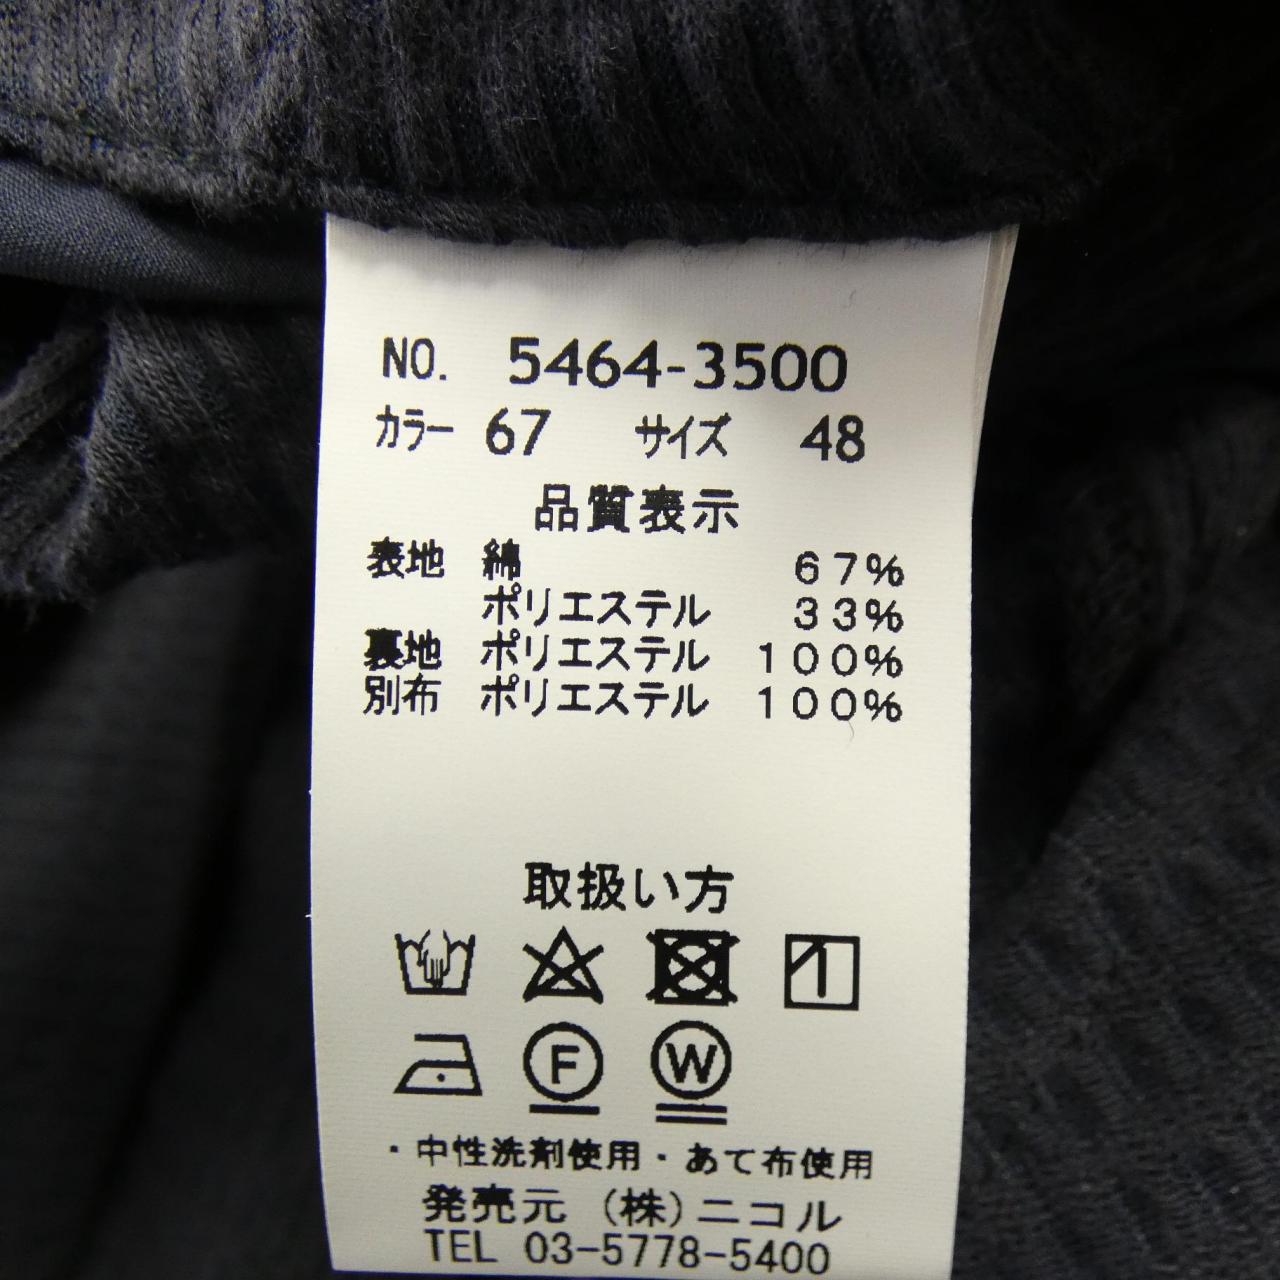 NO. 5464-3500
カラー 67 サイズ 48
品質表示
表地 綿 67%
ポリエステル 33%
裏地 ポリエステル 100%
別布 ポリエステル 100%
取扱い方
F W
・中性洗剤使用・あて布使用
発売元 (株)ニコル
TEL 03-5778-5400